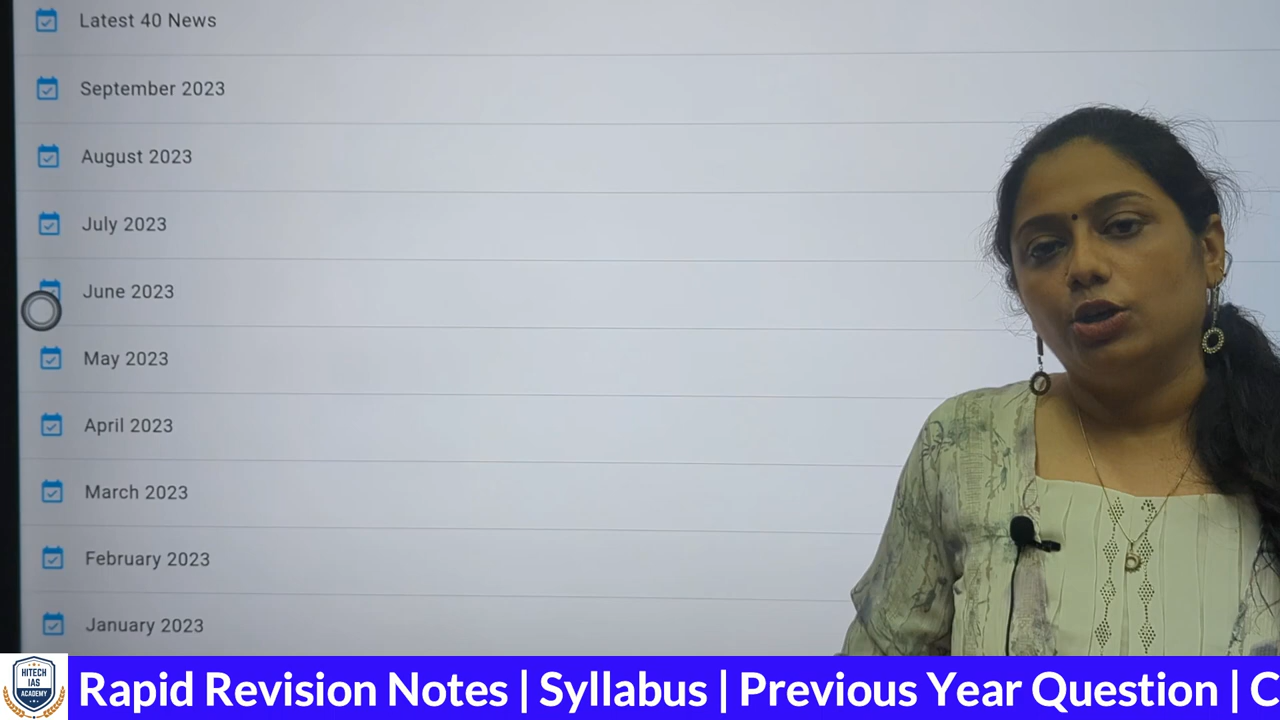 Latest 40 News
September 2023
August 2023
July 2023
June 2023
May 2023
April 2023
March 2023
February 2023
January 2023
HITECH
IAS
ACADEMY
Rapid Revision Notes | Syllabus | Previous Year Question | C